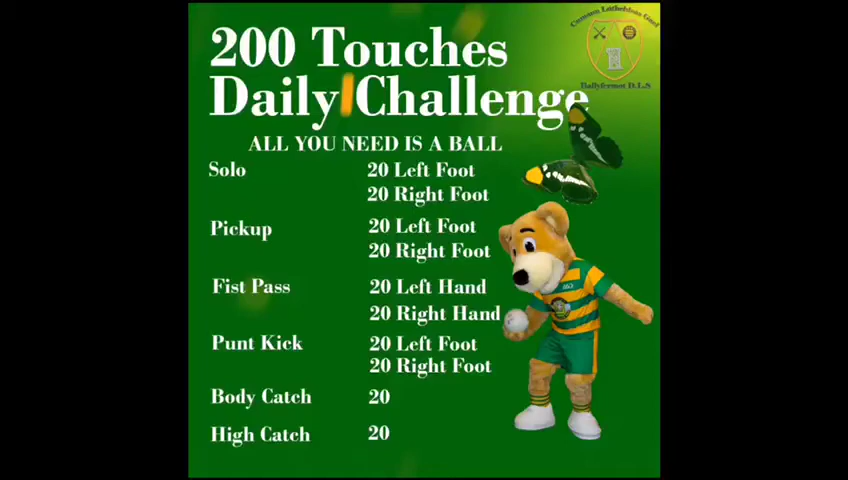 Ballyfermot D.L.S
200 Touches
Daily Challenge
ALL YOU NEED IS A BALL
Solo 20 Left Foot
20 Right Foot
Pickup 20 Left Foot
20 Right Foot
Fist Pass 20 Left Hand
20 Right Hand
Punt Kick 20 Left Foot
20 Right Foot
Body Catch 20
High Catch 20